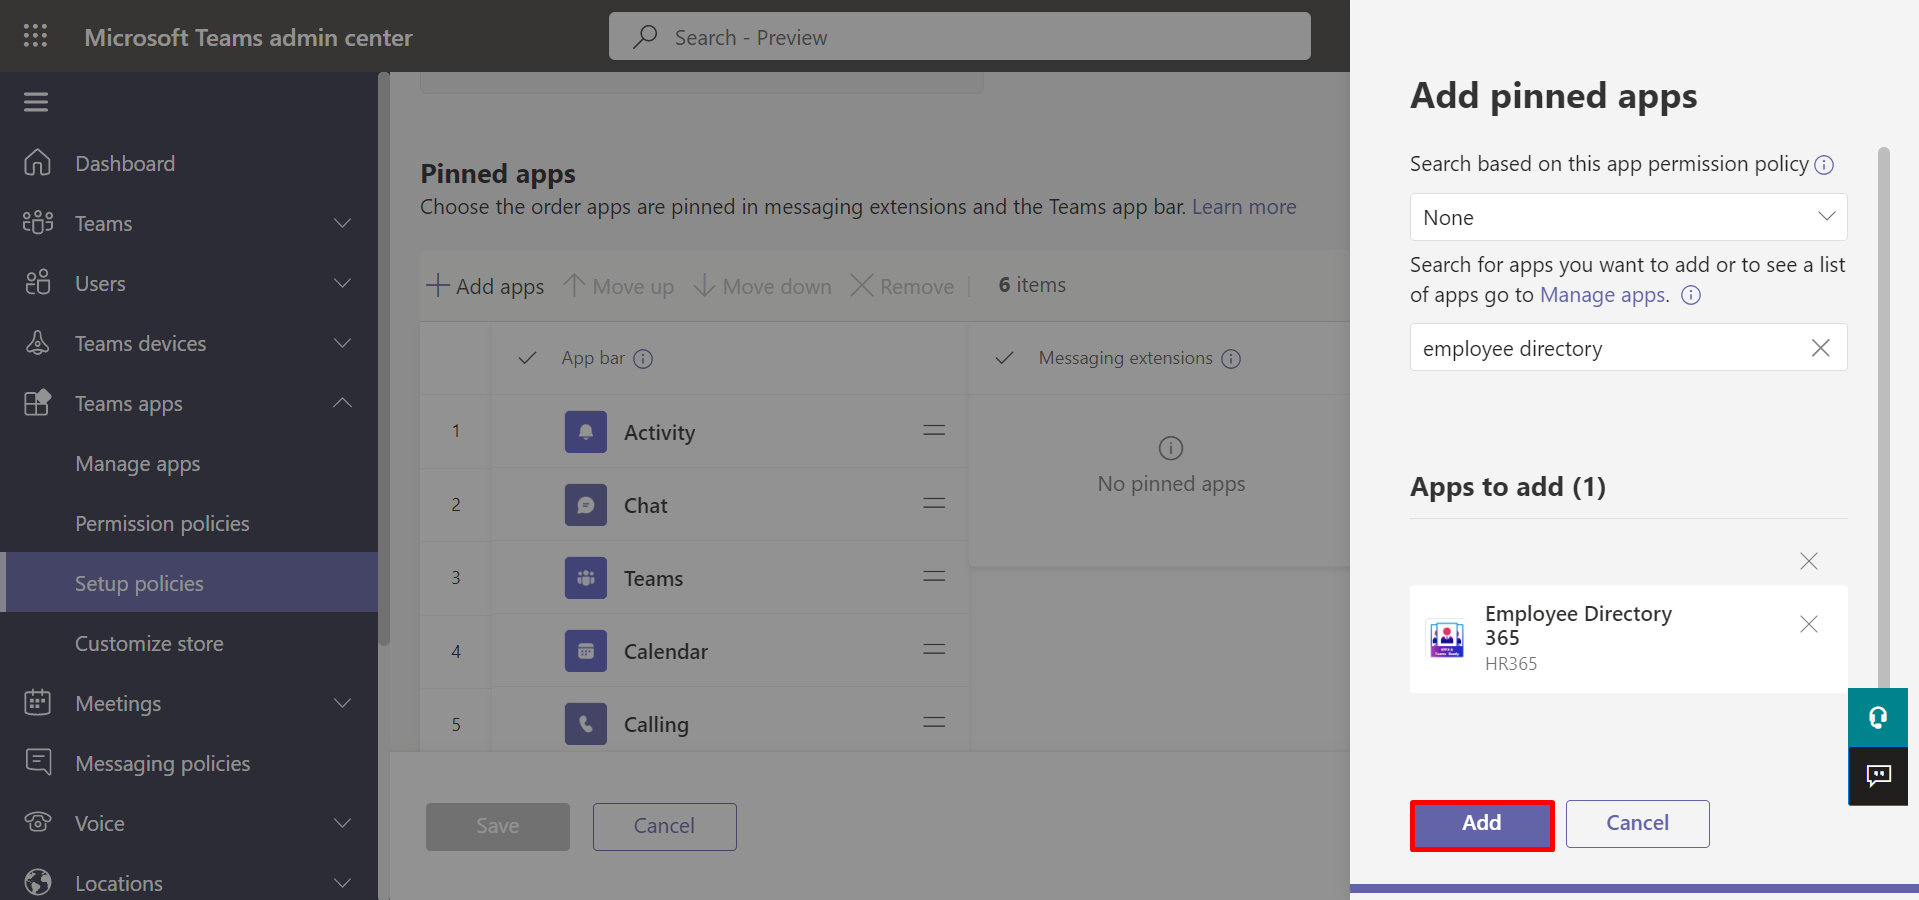 Microsoft Teams admin center
Search - Preview
Dashboard
Teams
Users
Teams devices
Teams apps
Manage apps
Permission policies
Setup policies
Customize store
Meetings
Messaging policies
Voice
Locations
Pinned apps
Choose the order apps are pinned in messaging extensions and the Teams app bar. Learn more
Add apps Move up Move down Remove 6 items
App bar Messaging extensions
1 Activity
2 Chat
3 Teams
4 Calendar
5 Calling
No pinned apps
Save Cancel
Add pinned apps
Search based on this app permission policy
None
Search for apps you want to add or to see a list
of apps go to Manage apps.
employee directory
Apps to add (1)
Employee Directory
365
HR365
Add Cancel